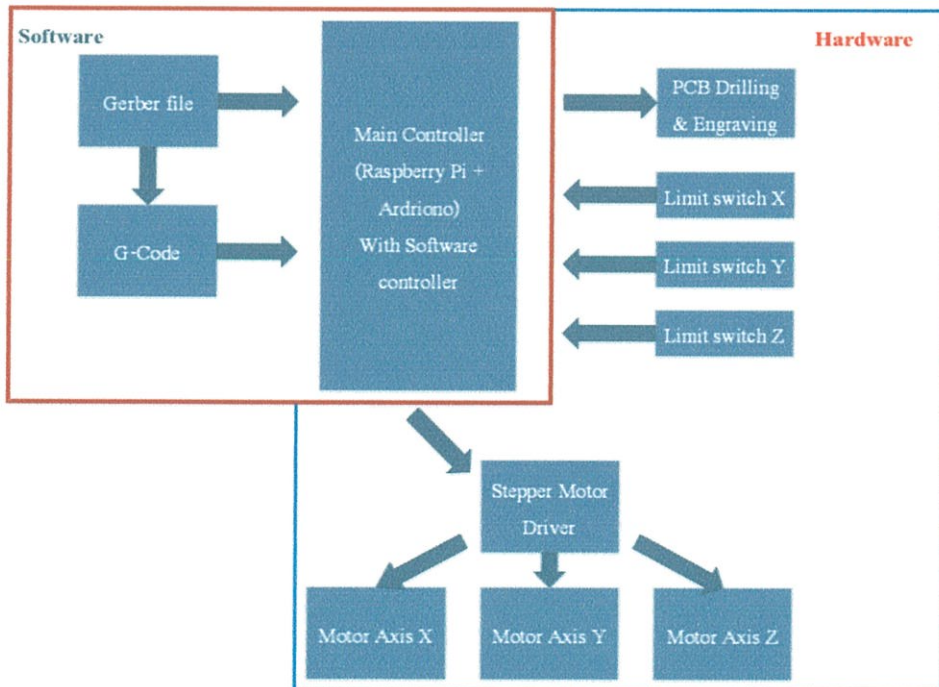 Software
Hardware
Gerber file
G-Code
Main Controller
(Raspberry Pi +
Ardriono)
With Software
controller
PCB Drilling
& Engraving
Limit switch X
Limit switch Y
Limit switch Z
Stepper Motor
Driver
Motor Axis X
Motor Axis Y
Motor Axis Z